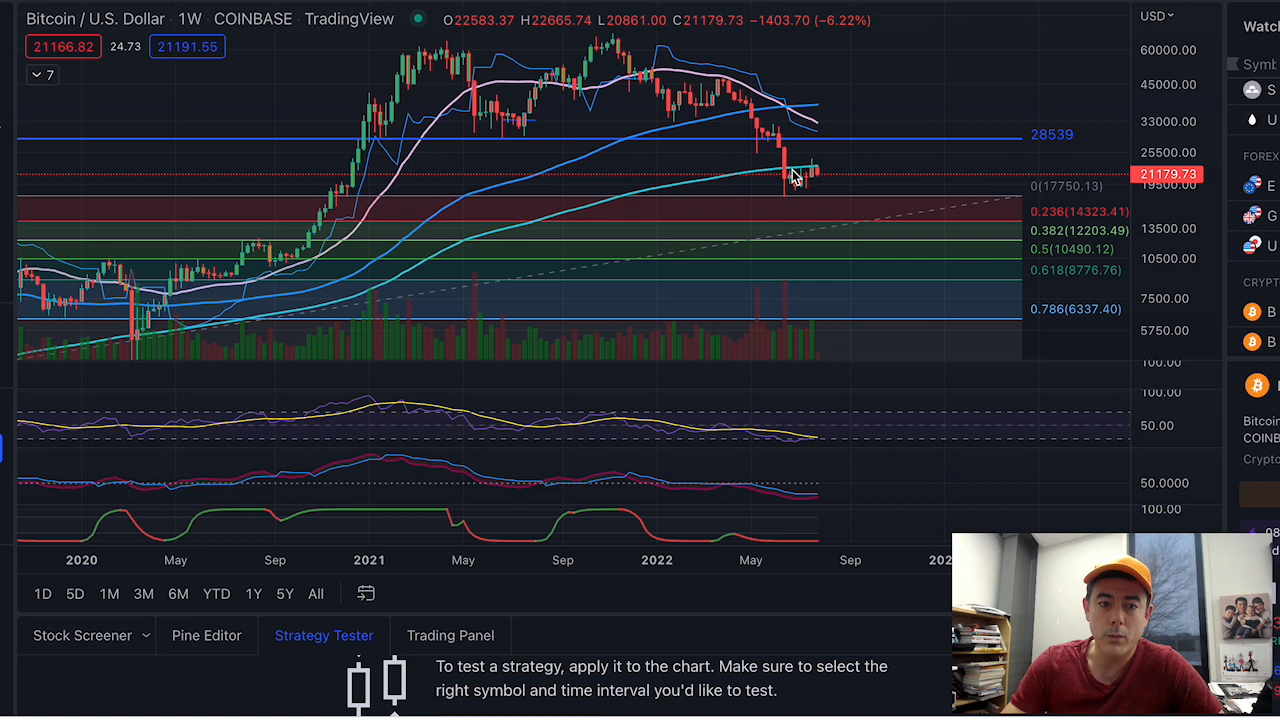 Bitcoin / U.S. Dollar · 1W · COINBASE · TradingView O22583.37 H22665.74 L20861.00 C21179.73 −1403.70 (−6.22%)
USD
Watc
21166.82 24.73 21191.55
7
Symb
60000.00
S
45000.00
U
33000.00
28539
25500.00
FOREX
21179.73
19500.00
0(17750.13)
E
0.236(14323.41)
G
0.382(12203.49)
13500.00
0.5(10490.12)
U
10500.00
0.618(8776.76)
CRYPT
7500.00
0.786(6337.40)
B
5750.00
B
100.00
100.00
50.00
Bitcoin
COINB
Crypto
50.0000
100.00
2020 May Sep 2021 May Sep 2022 May Sep
1D 5D 1M 3M 6M YTD 1Y 5Y All
Stock Screener Pine Editor Strategy Tester Trading Panel
To test a strategy, apply it to the chart. Make sure to select the
right symbol and time interval you'd like to test.